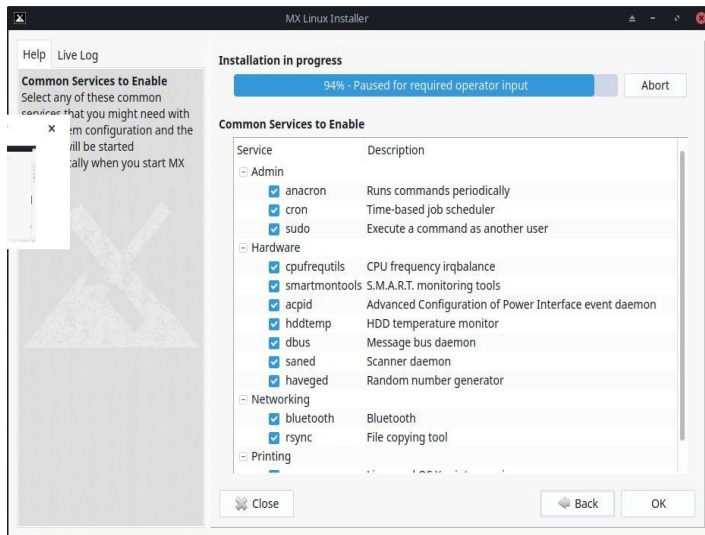 MX Linux Installer
Help Live Log
Common Services to Enable
Select any of these common
services that you might need with
em configuration and the
ill be started
cally when you start MX
x
Installation in progress
94% - Paused for required operator input Abort
Common Services to Enable
Service Description
Admin
anacron Runs commands periodically
cron Time-based job scheduler
sudo Execute a command as another user
Hardware
cpufrequtils CPU frequency irqbalance
smartmontools S.M.A.R.T. monitoring tools
acpid Advanced Configuration of Power Interface event daemon
hddtemp HDD temperature monitor
dbus Message bus daemon
saned Scanner daemon
haveged Random number generator
Networking
bluetooth Bluetooth
rsync File copying tool
Printing
Close Back OK